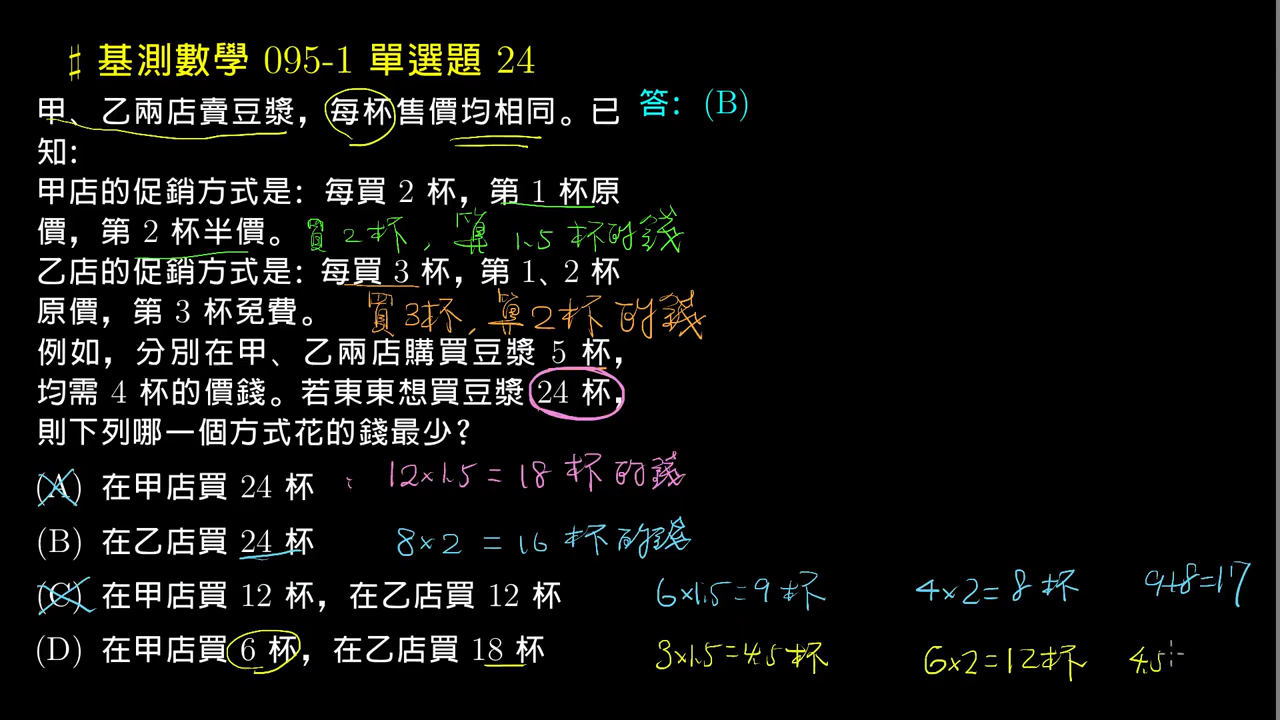 ♯ 基測數學 095-1 單選題 24
甲、乙兩店賣豆漿，每杯售價均相同。已
答：(B)
知：
甲店的促銷方式是：每買 2 杯，第 1 杯原
價，第 2 杯半價。 買2杯，算1.5杯的錢
乙店的促銷方式是：每買 3 杯，第 1、2 杯
原價，第 3 杯免費。 買3杯，算2杯的錢
例如，分別在甲、乙兩店購買豆漿 5 杯，
均需 4 杯的價錢。若東東想買豆漿 24 杯，
則下列哪一個方式花的錢最少？
(A) 在甲店買 24 杯 : 12×1.5=18 杯的錢
(B) 在乙店買 24 杯 8×2=16 杯的錢
(C) 在甲店買 12 杯，在乙店買 12 杯 6×1.5=9杯 4×2=8杯 9+8=17
(D) 在甲店買 6 杯，在乙店買 18 杯 3×1.5=4.5杯 6×2=12杯 4.5